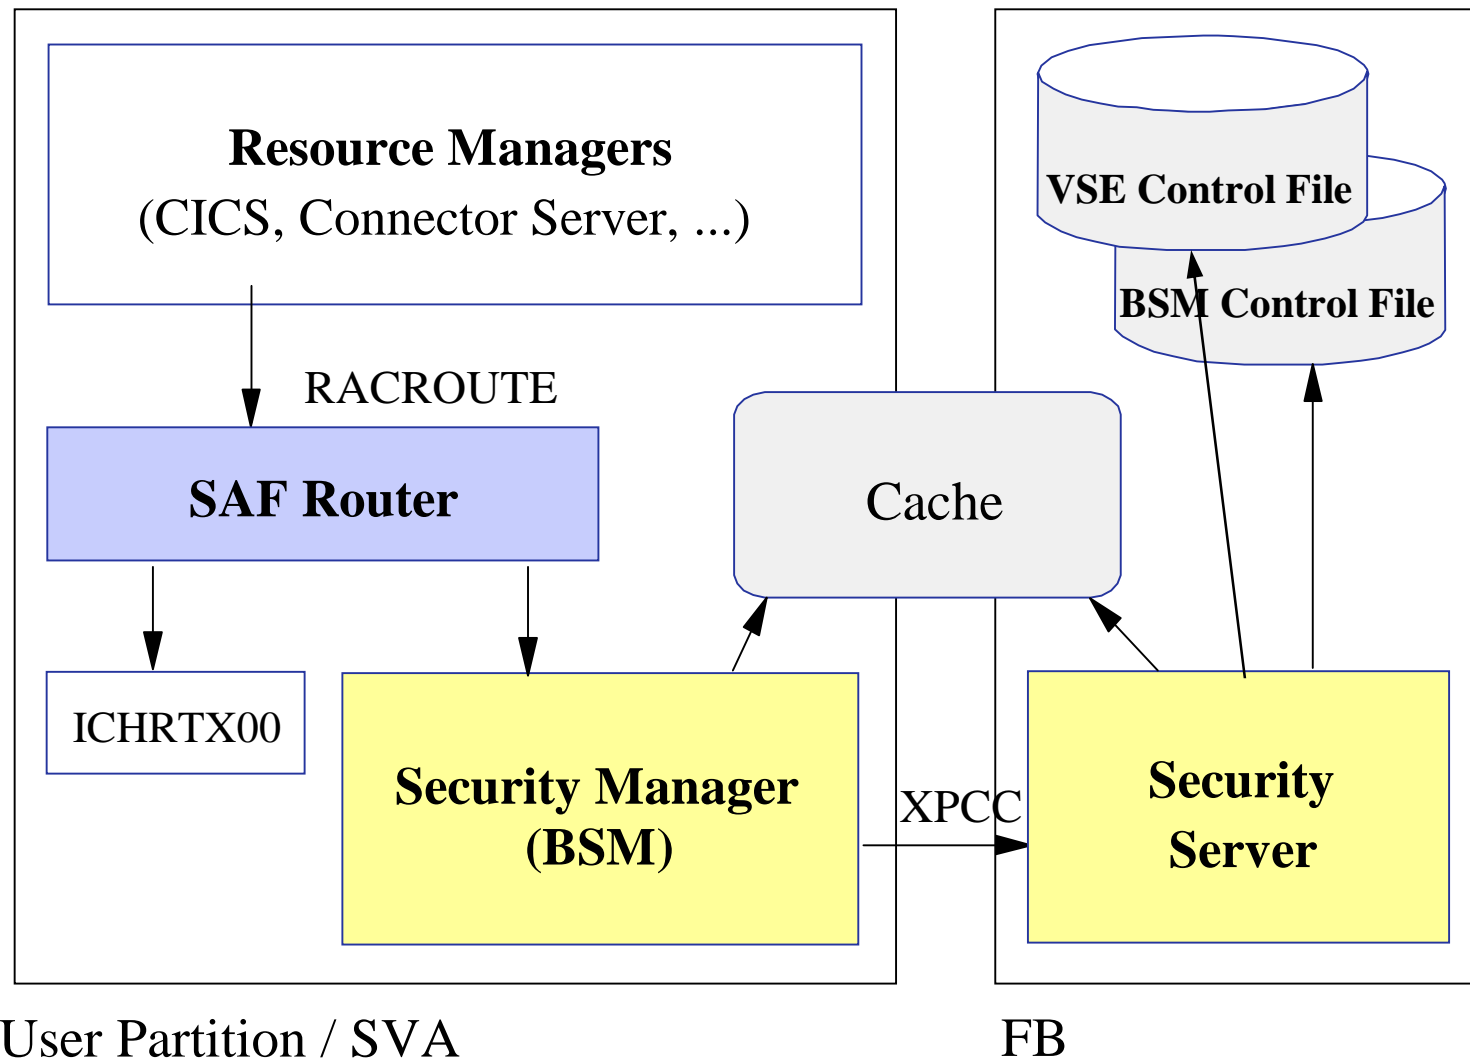 Resource Managers
(CICS, Connector Server, ...)
RACROUTE
SAF Router
ICHRTX00
Security Manager
(BSM)
Cache
XPCC
VSE Control File
BSM Control File
Security
Server
User Partition / SVA
FB